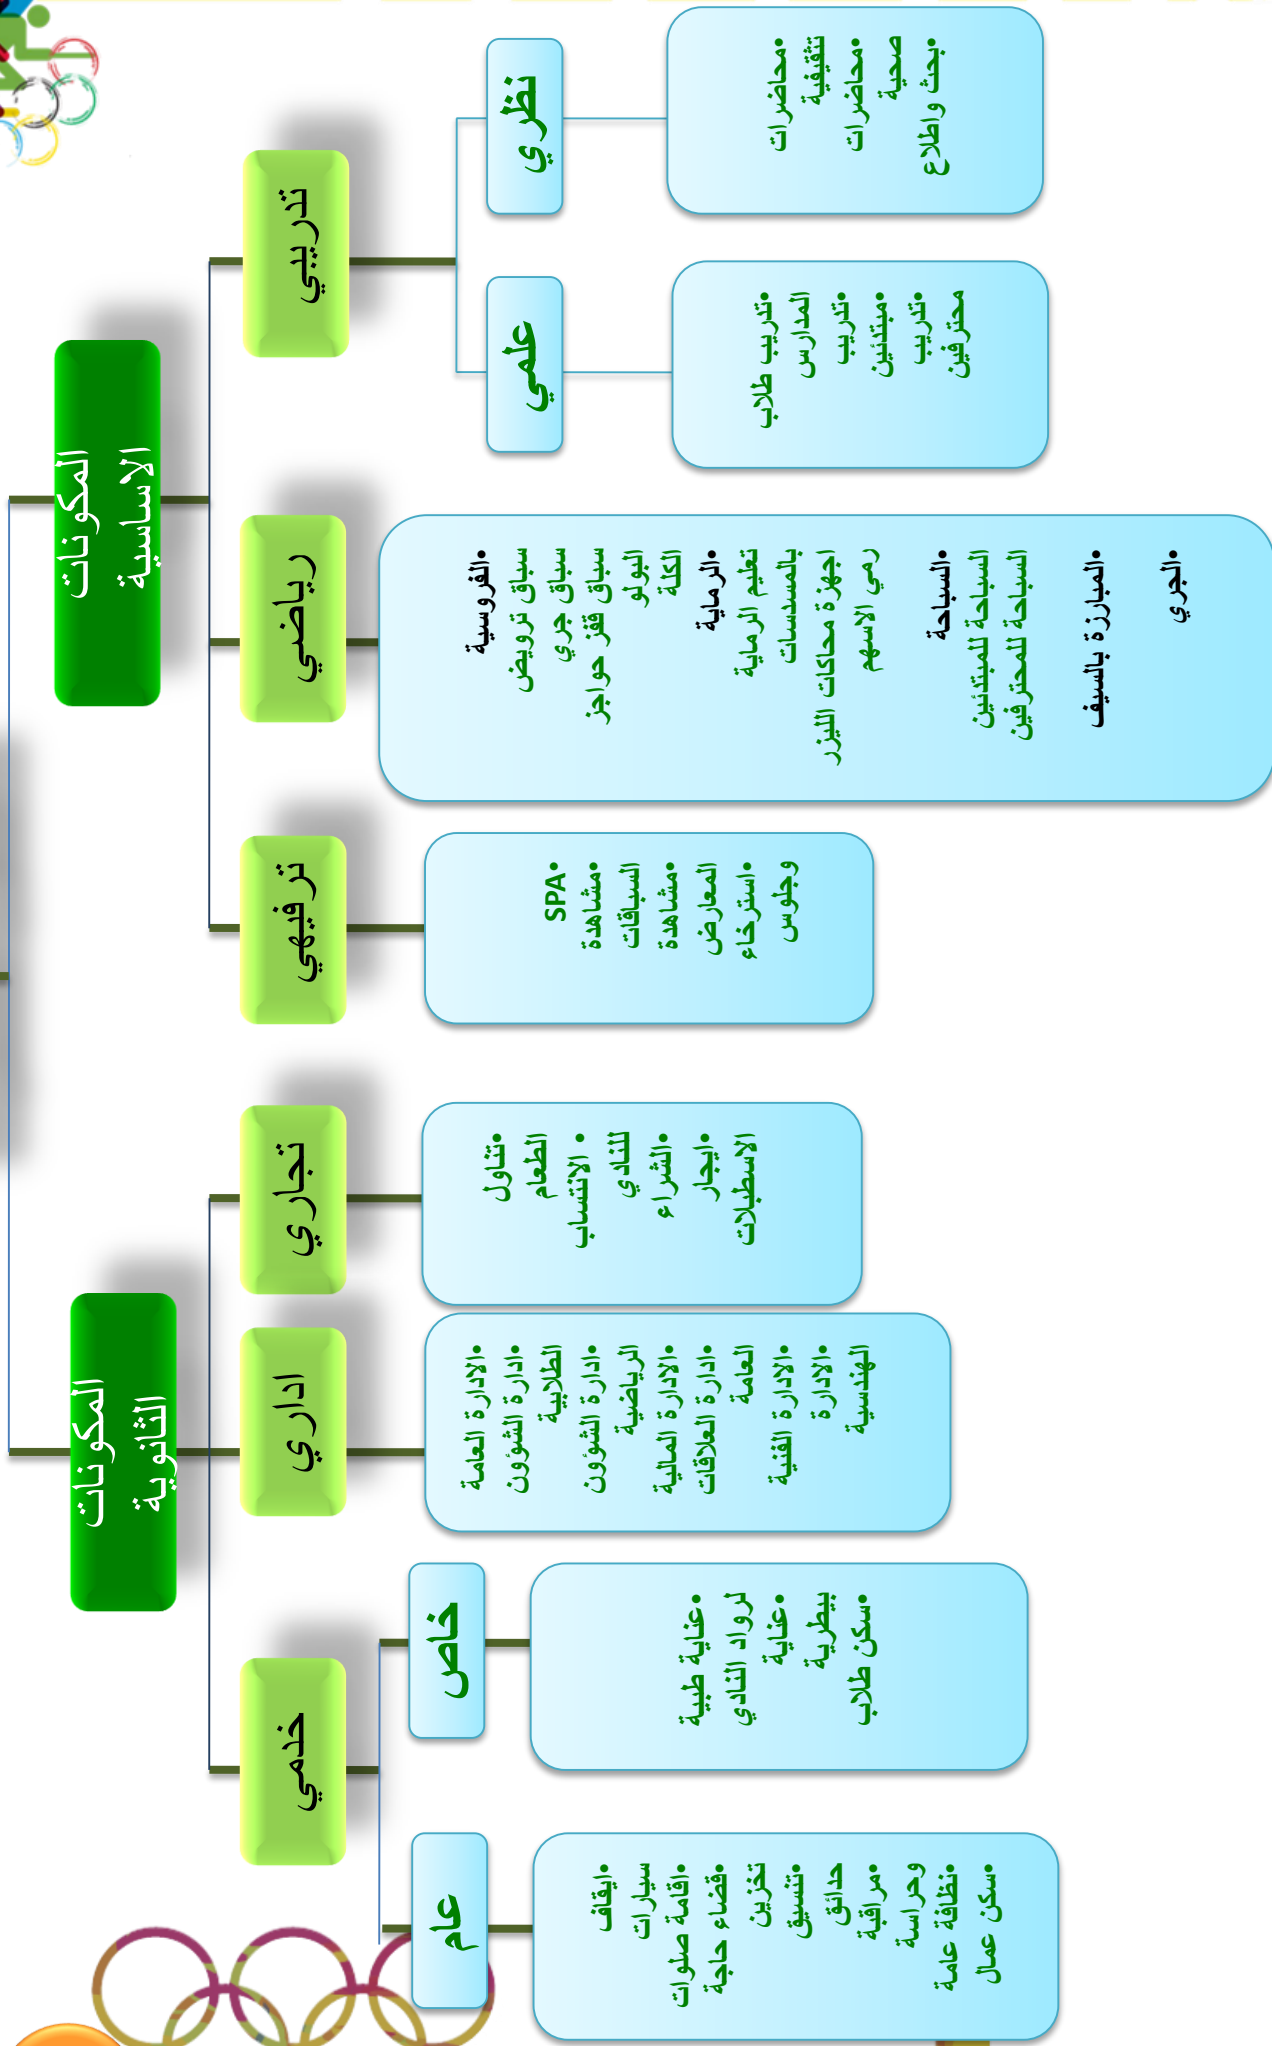 المكونات
الاساسية
تدريبي
نظري
•محاضرات
تثقيفية
•محاضرات
صحية
•بحث واطلاع
علمي
•تدريب طلاب
المدارس
•تدريب
•مبتدئين
•تدريب
محترفين
رياضي
•الفروسية
سباق ترويض
سباق جري
سباق قفز حواجز
البولو
الكلة
•الرماية
تعليم الرماية
بالمسدسات
اجهزة محاكات الليزر
رمي الاسهم
•السباحة
السباحة للمبتدئين
السباحة للمحترفين
•المبارزة بالسيف
•الجري
ترفيهي
•SPA
•مشاهدة
السباقات
•مشاهدة
المعارض
•استرخاء
وجلوس
المكونات
الثانوية
تجاري
•تناول
الطعام
• الانتساب
للنادي
•الشراء
•ايجار
الاسطبلات
اداري
•الادارة العامة
•ادارة الشؤون
الطلابية
•ادارة الشؤون
الرياضية
•الادارة المالية
•ادارة العلاقات
العامة
•الادارة الفنية
•الادارة
الهندسية
خدمي
خاص
•عناية طبية
لرواد النادي
•عناية
بيطرية
•سكن طلاب
عام
•ايقاف
سيارات
•اقامة صلوات
•قضاء حاجة
تخزين
•تنسيق
حدائق
•مراقبة
وحراسة
•نظافة عامة
•سكن عمال